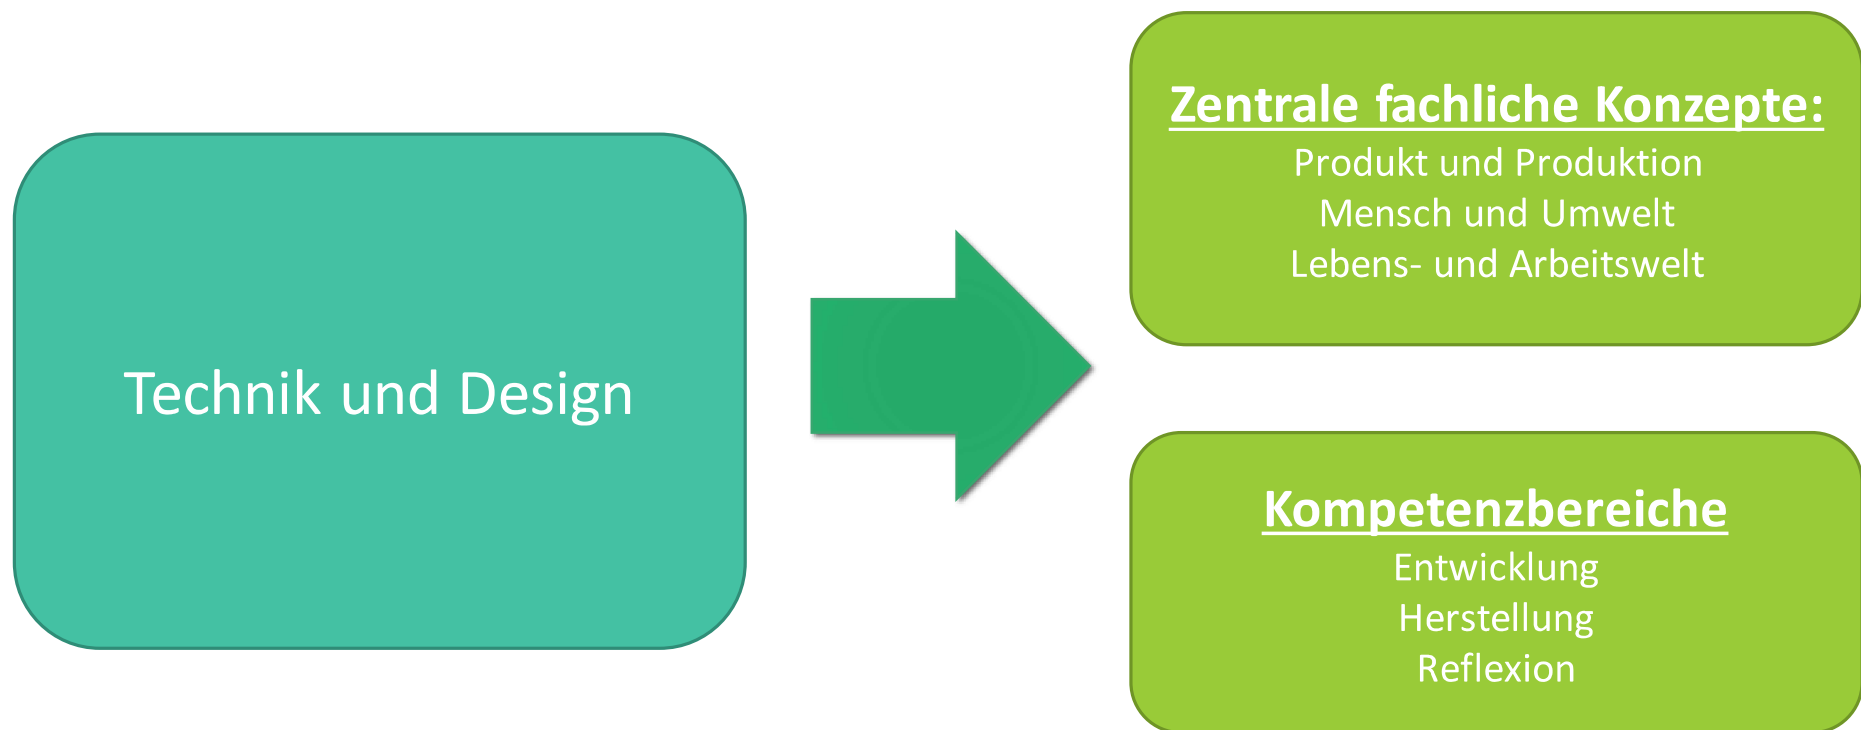 Technik und Design
Zentrale fachliche Konzepte:
Produkt und Produktion
Mensch und Umwelt
Lebens- und Arbeitswelt
Kompetenzbereiche
Entwicklung
Herstellung
Reflexion